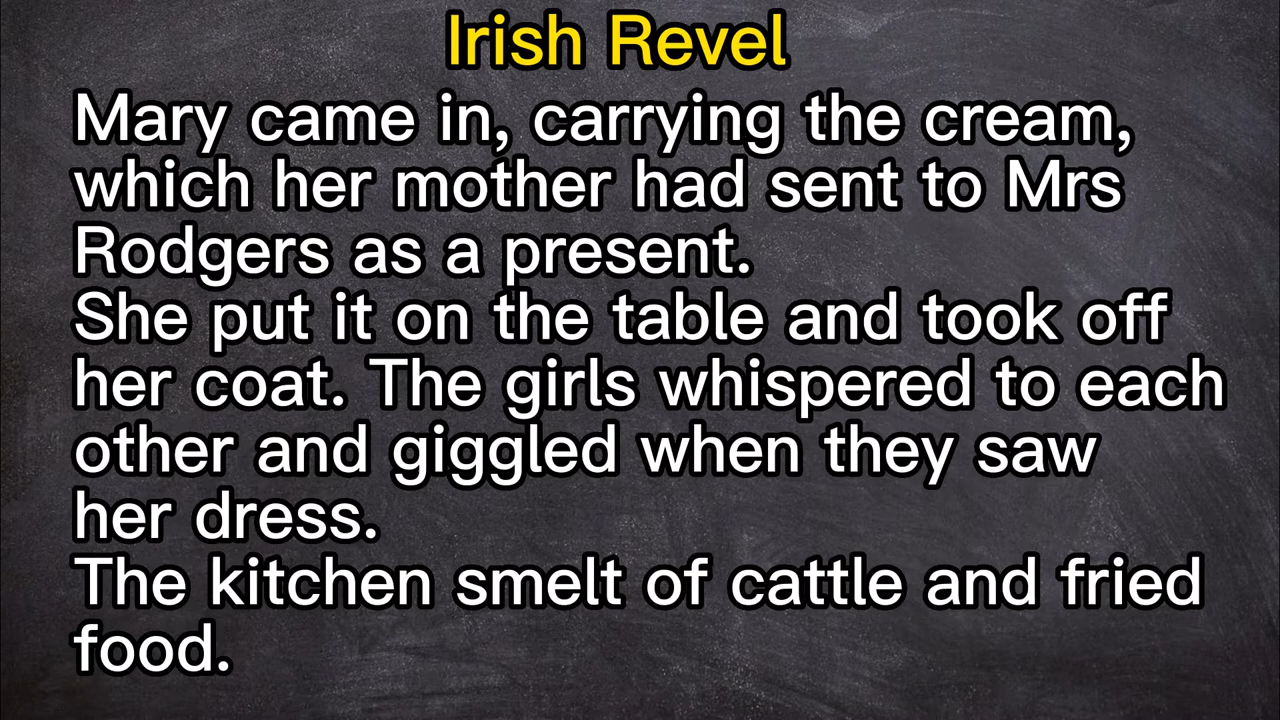 Irish Revel
Mary came in, carrying the cream,
which her mother had sent to Mrs
Rodgers as a present.
She put it on the table and took off
her coat. The girls whispered to each
other and giggled when they saw
her dress.
The kitchen smelt of cattle and fried
food.